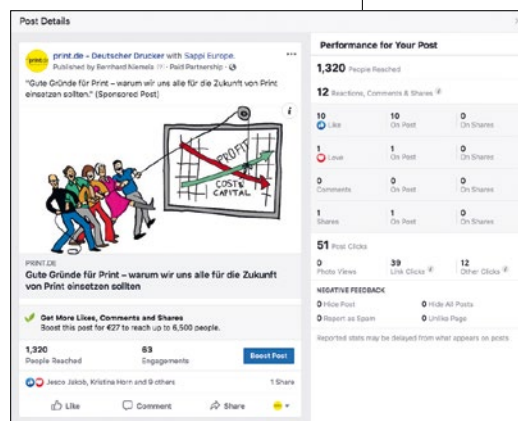 Post Details
print.de
print.de – Deutscher Drucker with Sappi Europe.
Published by Bernhard Niemela · Paid Partnership ·
"Gute Gründe für Print – warum wir uns alle für die Zukunft von Print
einsetzen sollten." (Sponsored Post)
PROFIT
COST &
CAPITAL
PRINT.DE
Gute Gründe für Print – warum wir uns alle für die Zukunft
von Print einsetzen sollten
Get More Likes, Comments and Shares
Boost this post for €27 to reach up to 6,500 people.
1,320
People Reached
63
Engagements
Boost Post
Jesco Jakob, Kristina Horn and 9 others
1 Share
Like
Comment
Share
Performance for Your Post
1,320 People Reached
12 Reactions, Comments & Shares
10
Like
10
On Post
0
On Shares
1
Love
1
On Post
0
On Shares
0
Comments
0
On Post
0
On Shares
1
Shares
1
On Post
0
On Shares
51 Post Clicks
0
Photo Views
39
Link Clicks
12
Other Clicks
NEGATIVE FEEDBACK
0 Hide Post
0 Hide All Posts
0 Report as Spam
0 Unlike Page
Reported stats may be delayed from what appears on posts